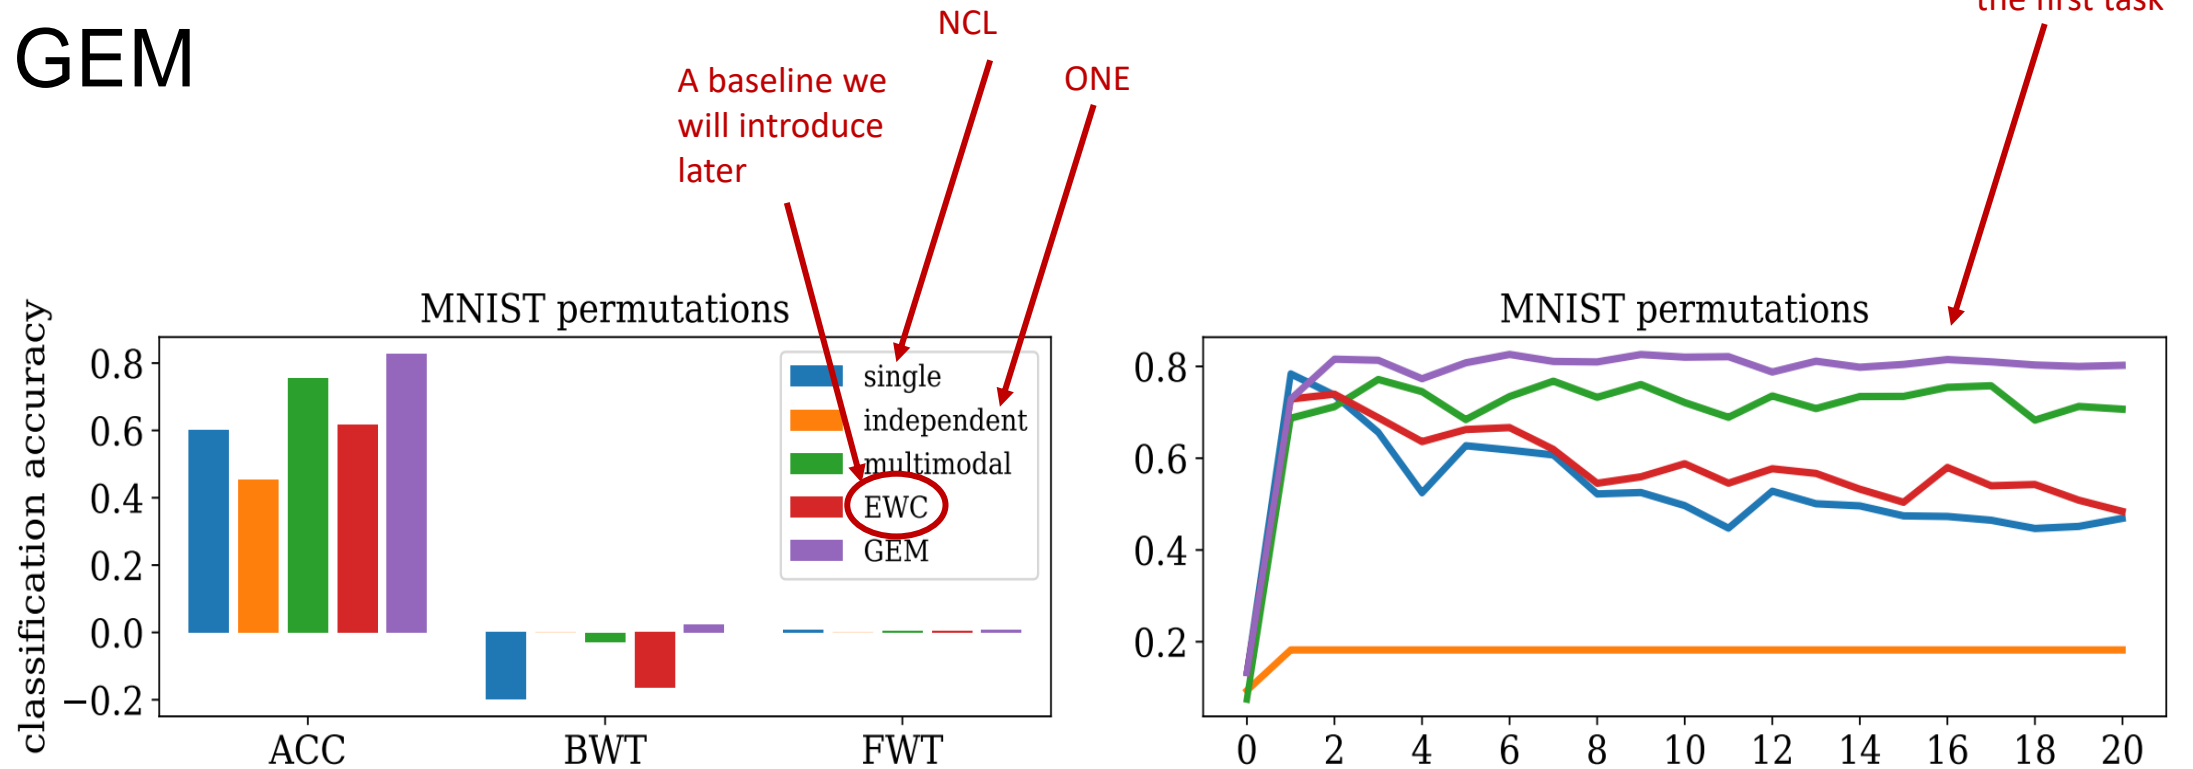 the first task
NCL
GEM
A baseline we
will introduce
later
ONE
MNIST permutations
classification accuracy
0.8
0.6
0.4
0.2
0.0
−0.2
single
independent
multimodal
EWC
GEM
ACC BWT FWT
MNIST permutations
0.8
0.6
0.4
0.2
0 2 4 6 8 10 12 14 16 18 20